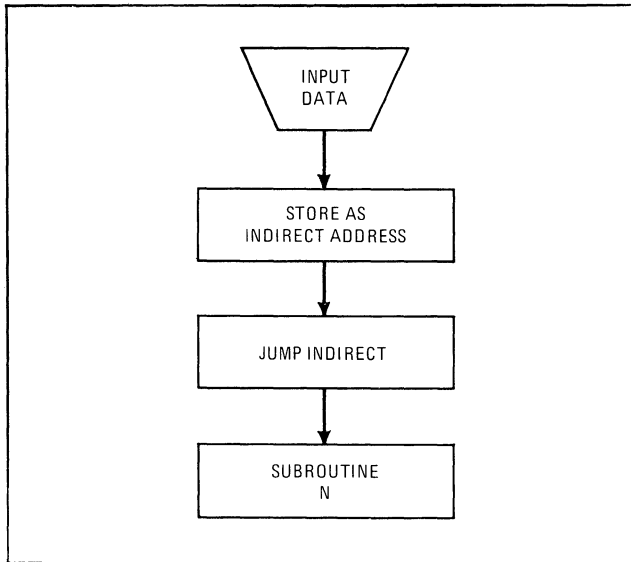 INPUT
DATA
STORE AS
INDIRECT ADDRESS
JUMP INDIRECT
SUBROUTINE
N